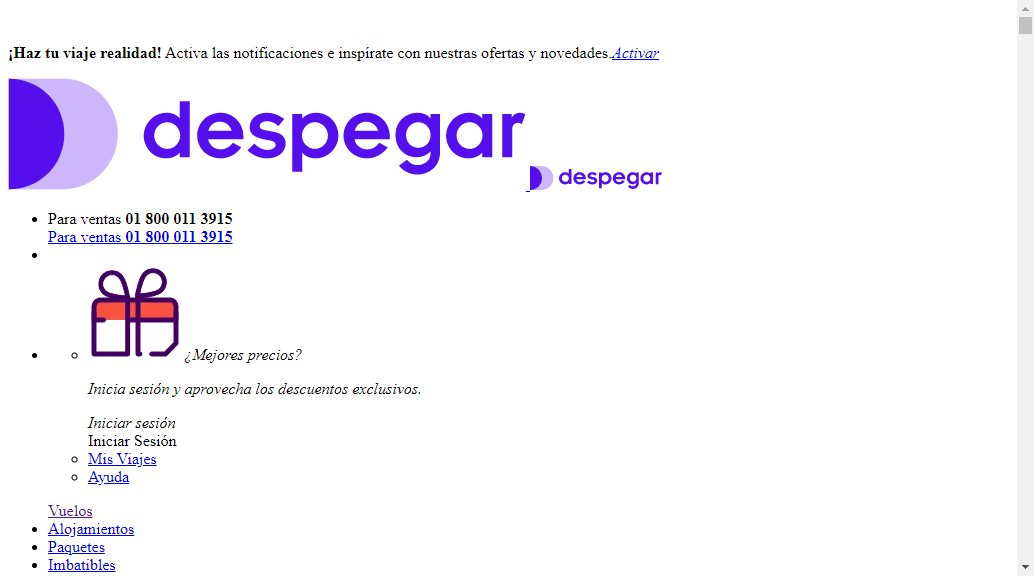 ¡Haz tu viaje realidad! Activa las notificaciones e inspírate con nuestras ofertas y novedades.Activar
despegar despegar
Para ventas 01 800 011 3915
Para ventas 01 800 011 3915
¿Mejores precios?
Inicia sesión y aprovecha los descuentos exclusivos.
Iniciar sesión
Iniciar Sesión
Mis Viajes
Ayuda
Vuelos
Alojamientos
Paquetes
Imbatibles